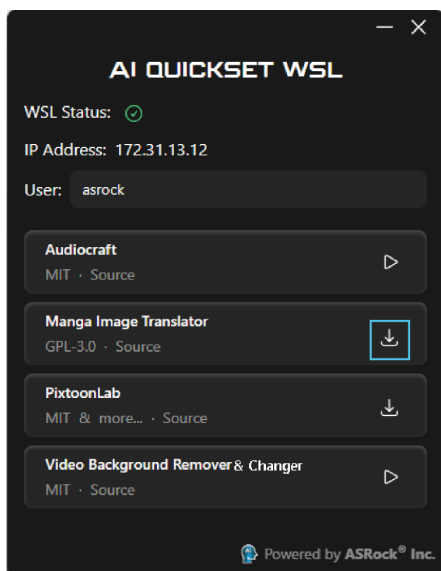 AI QUICKSET WSL
WSL Status:
IP Address: 172.31.13.12
User: asrock
Audiocraft
MIT · Source
Manga Image Translator
GPL-3.0 · Source
PixtoonLab
MIT & more... · Source
Video Background Remover & Changer
MIT · Source
Powered by ASRock® Inc.